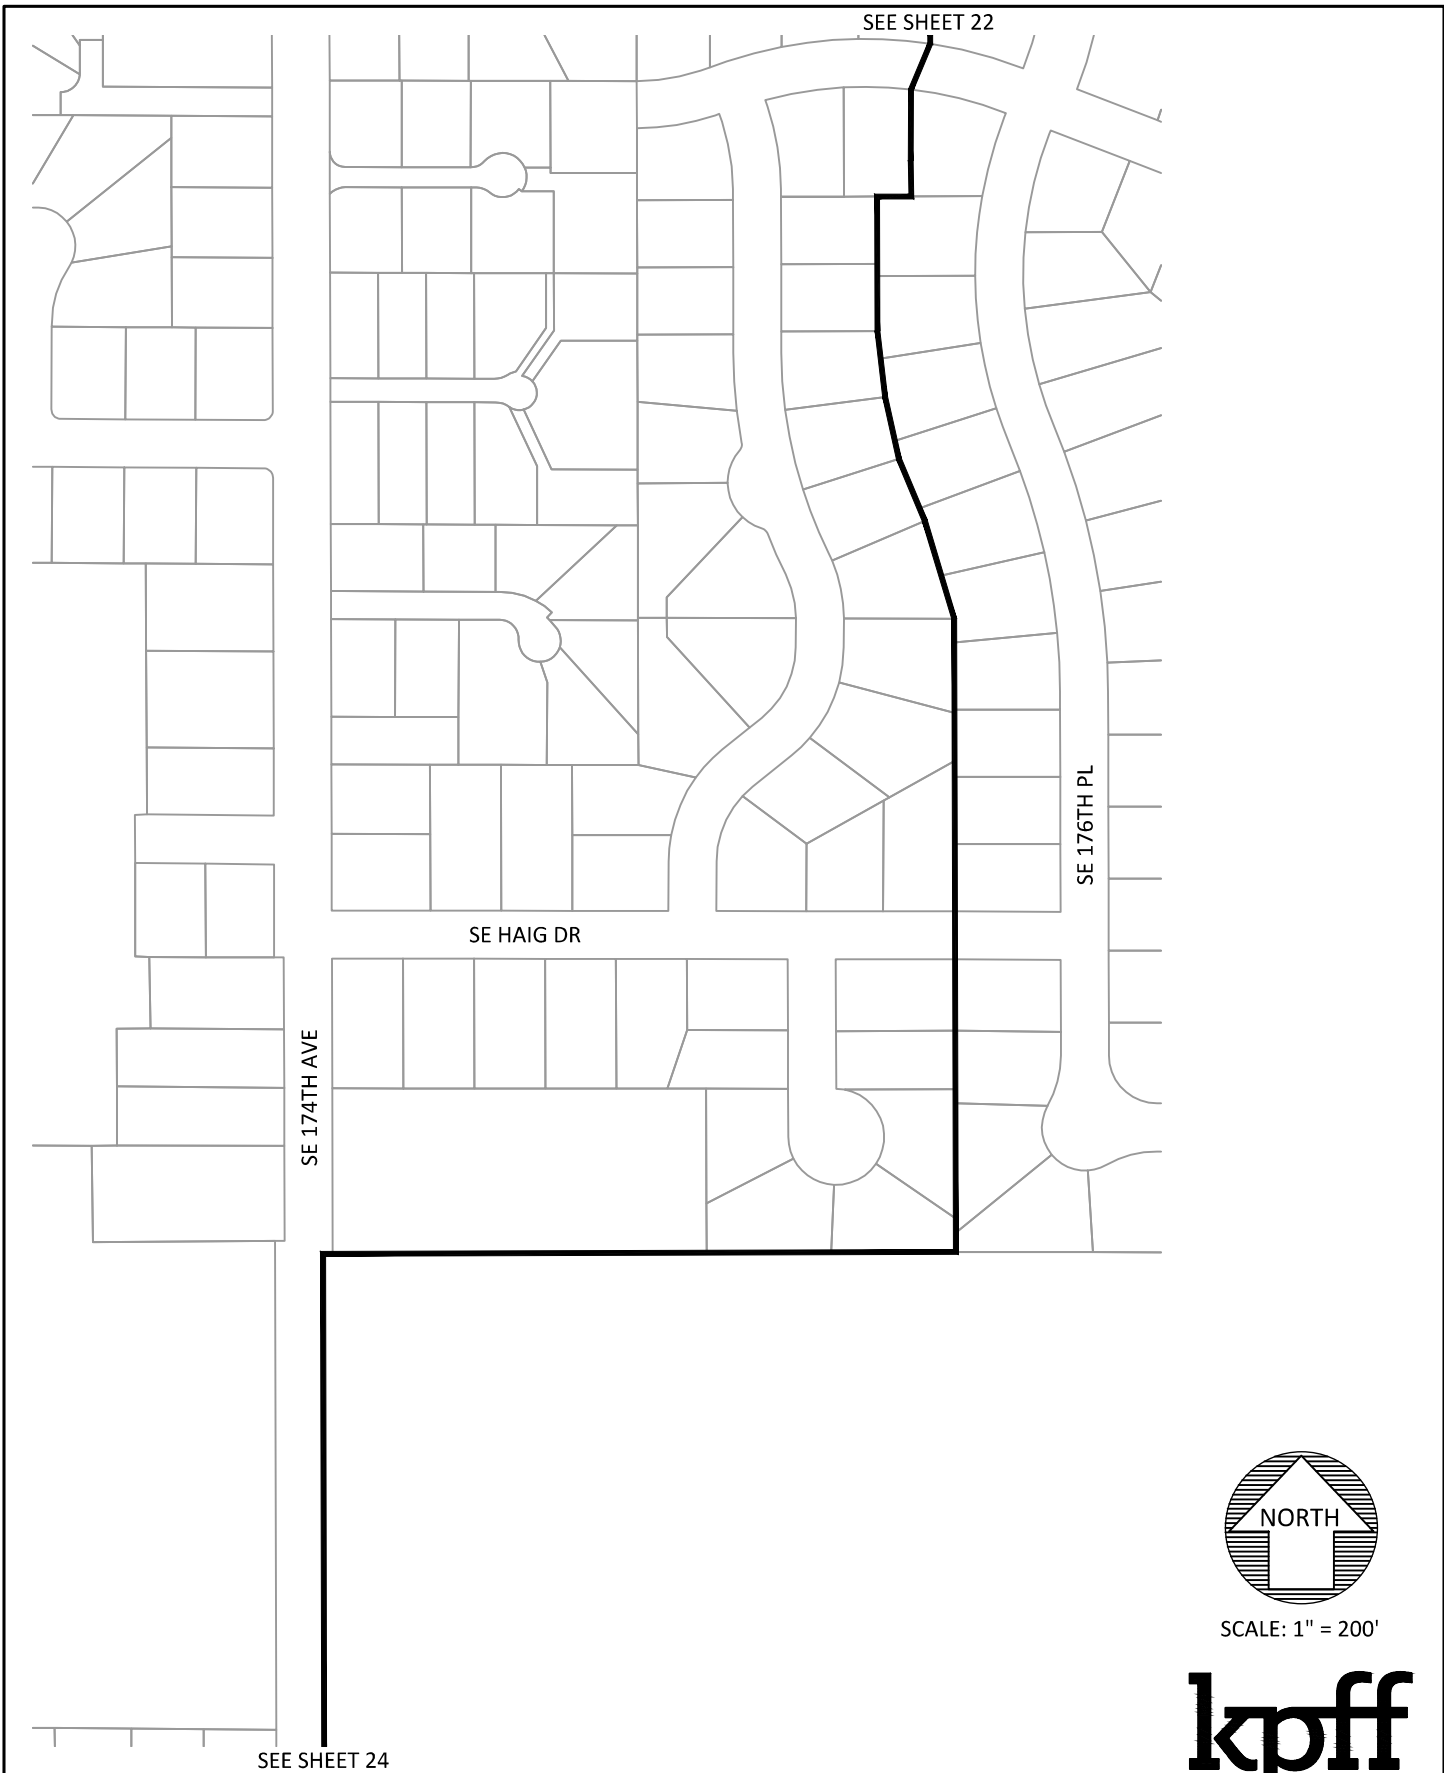 SEE SHEET 22
SE 176TH PL
SE HAIG DR
SE 174TH AVE
NORTH
SCALE: 1" = 200'
kpff
SEE SHEET 24